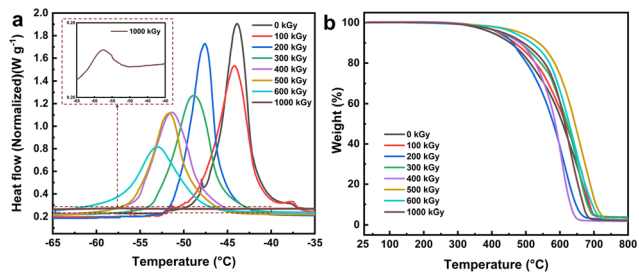 a
Heat flow (Normalized)(W g⁻¹)
2.0
1.8
1.6
1.4
1.2
1.0
0.8
0.6
0.4
0.2
-65 -60 -55 -50 -45 -40 -35
Temperature (°C)
1000 kGy
0 kGy
100 kGy
200 kGy
300 kGy
400 kGy
500 kGy
600 kGy
1000 kGy
b
Weight (%)
100
80
60
40
20
0
25 100 200 300 400 500 600 700 800
Temperature (°C)
0 kGy
100 kGy
200 kGy
300 kGy
400 kGy
500 kGy
600 kGy
1000 kGy